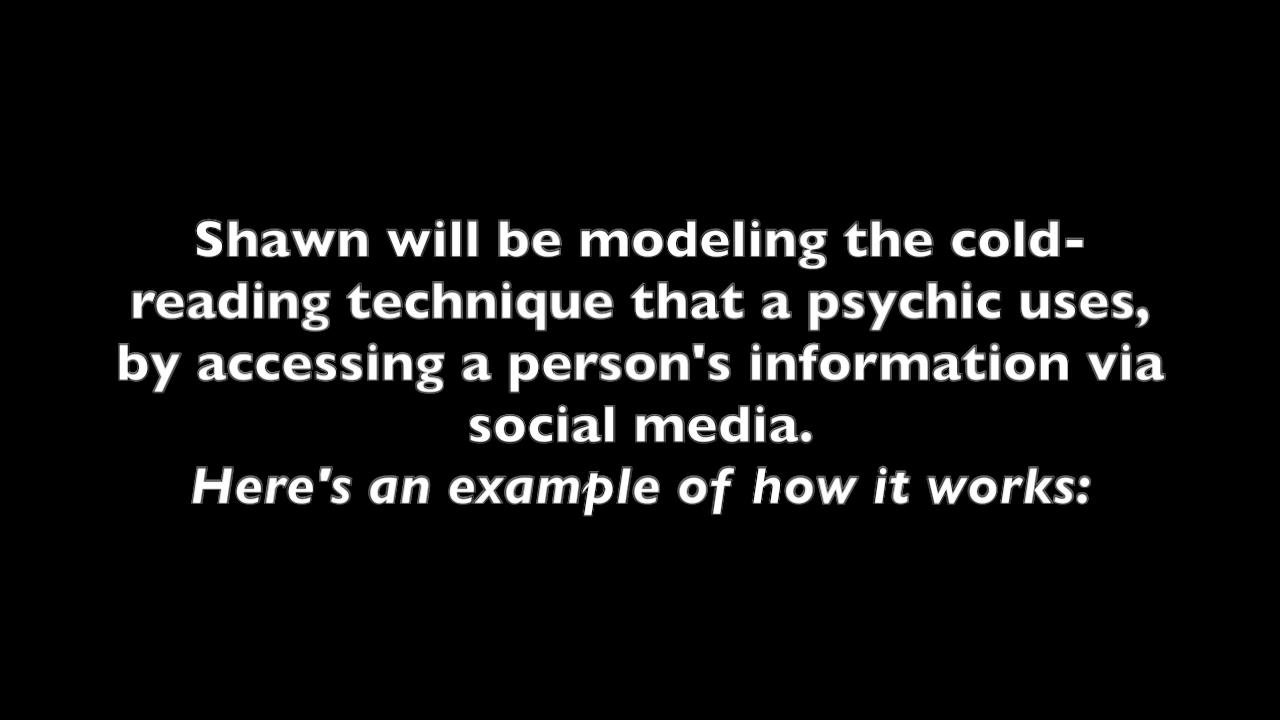 Shawn will be modeling the cold-
reading technique that a psychic uses,
by accessing a person's information via
social media.
Here's an example of how it works: